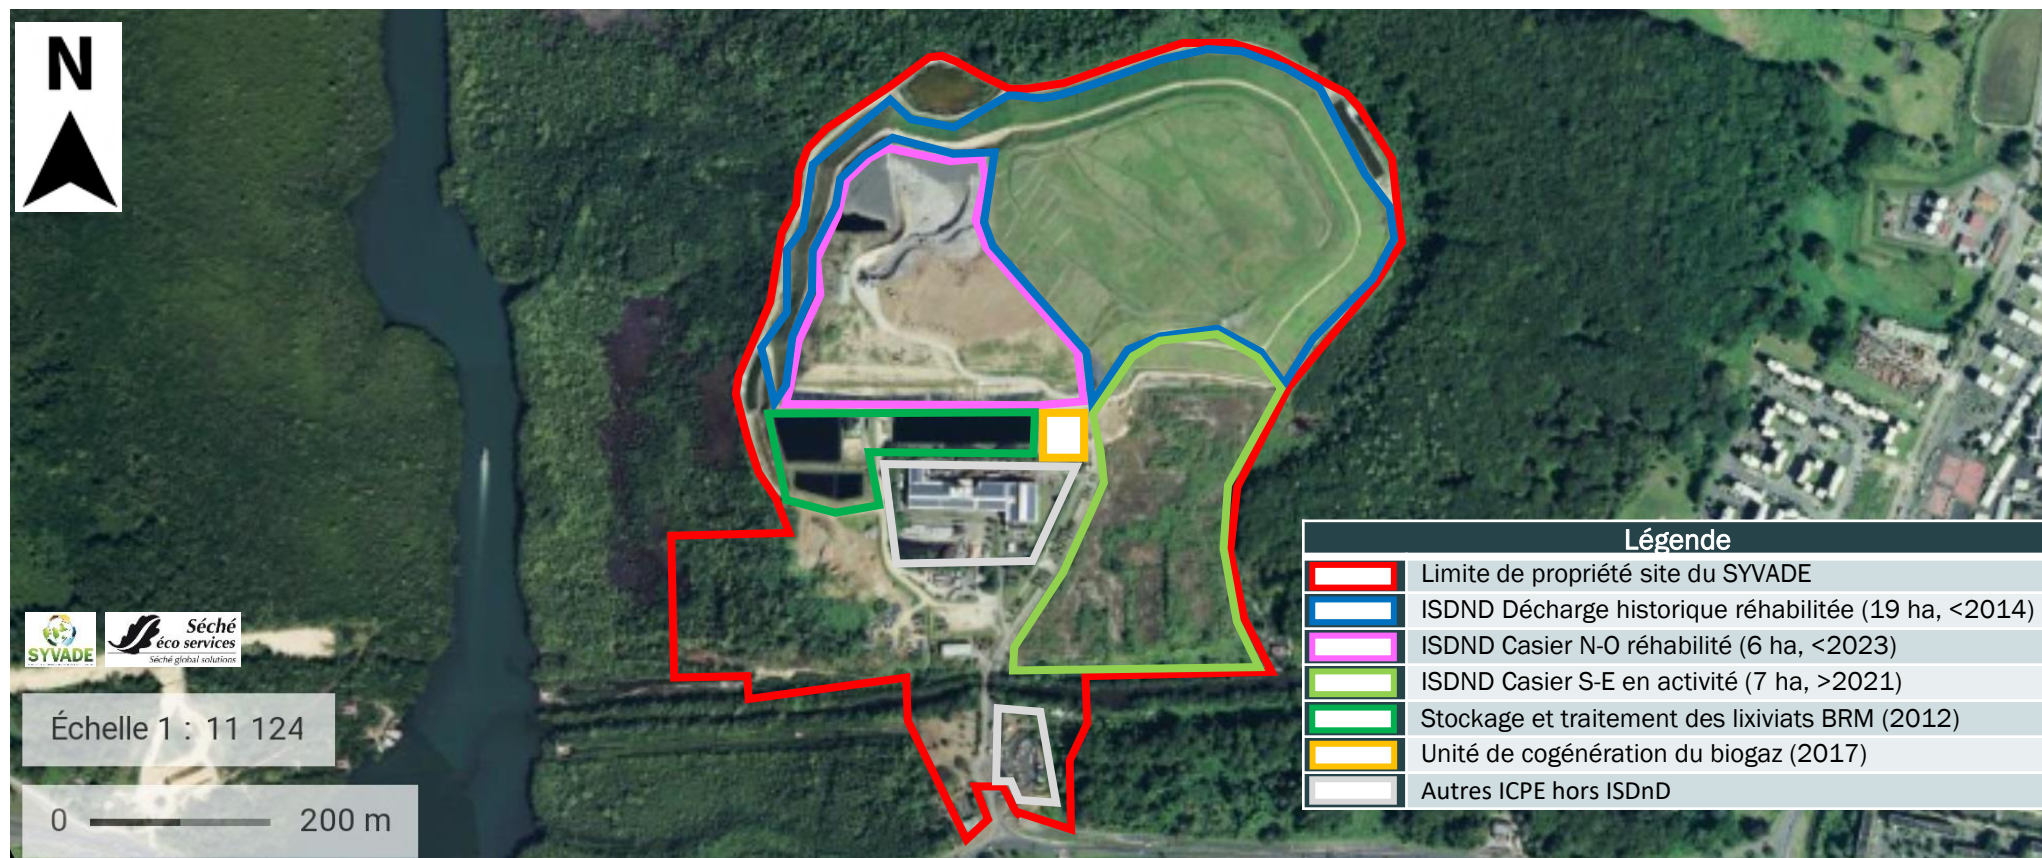 N
SYVADE
Séché
éco services
Séché global solutions
Échelle 1 : 11 124
0 200 m
Légende
Limite de propriété site du SYVADE
ISDND Décharge historique réhabilitée (19 ha, <2014)
ISDND Casier N-O réhabilité (6 ha, <2023)
ISDND Casier S-E en activité (7 ha, >2021)
Stockage et traitement des lixiviats BRM (2012)
Unité de cogénération du biogaz (2017)
Autres ICPE hors ISDnD